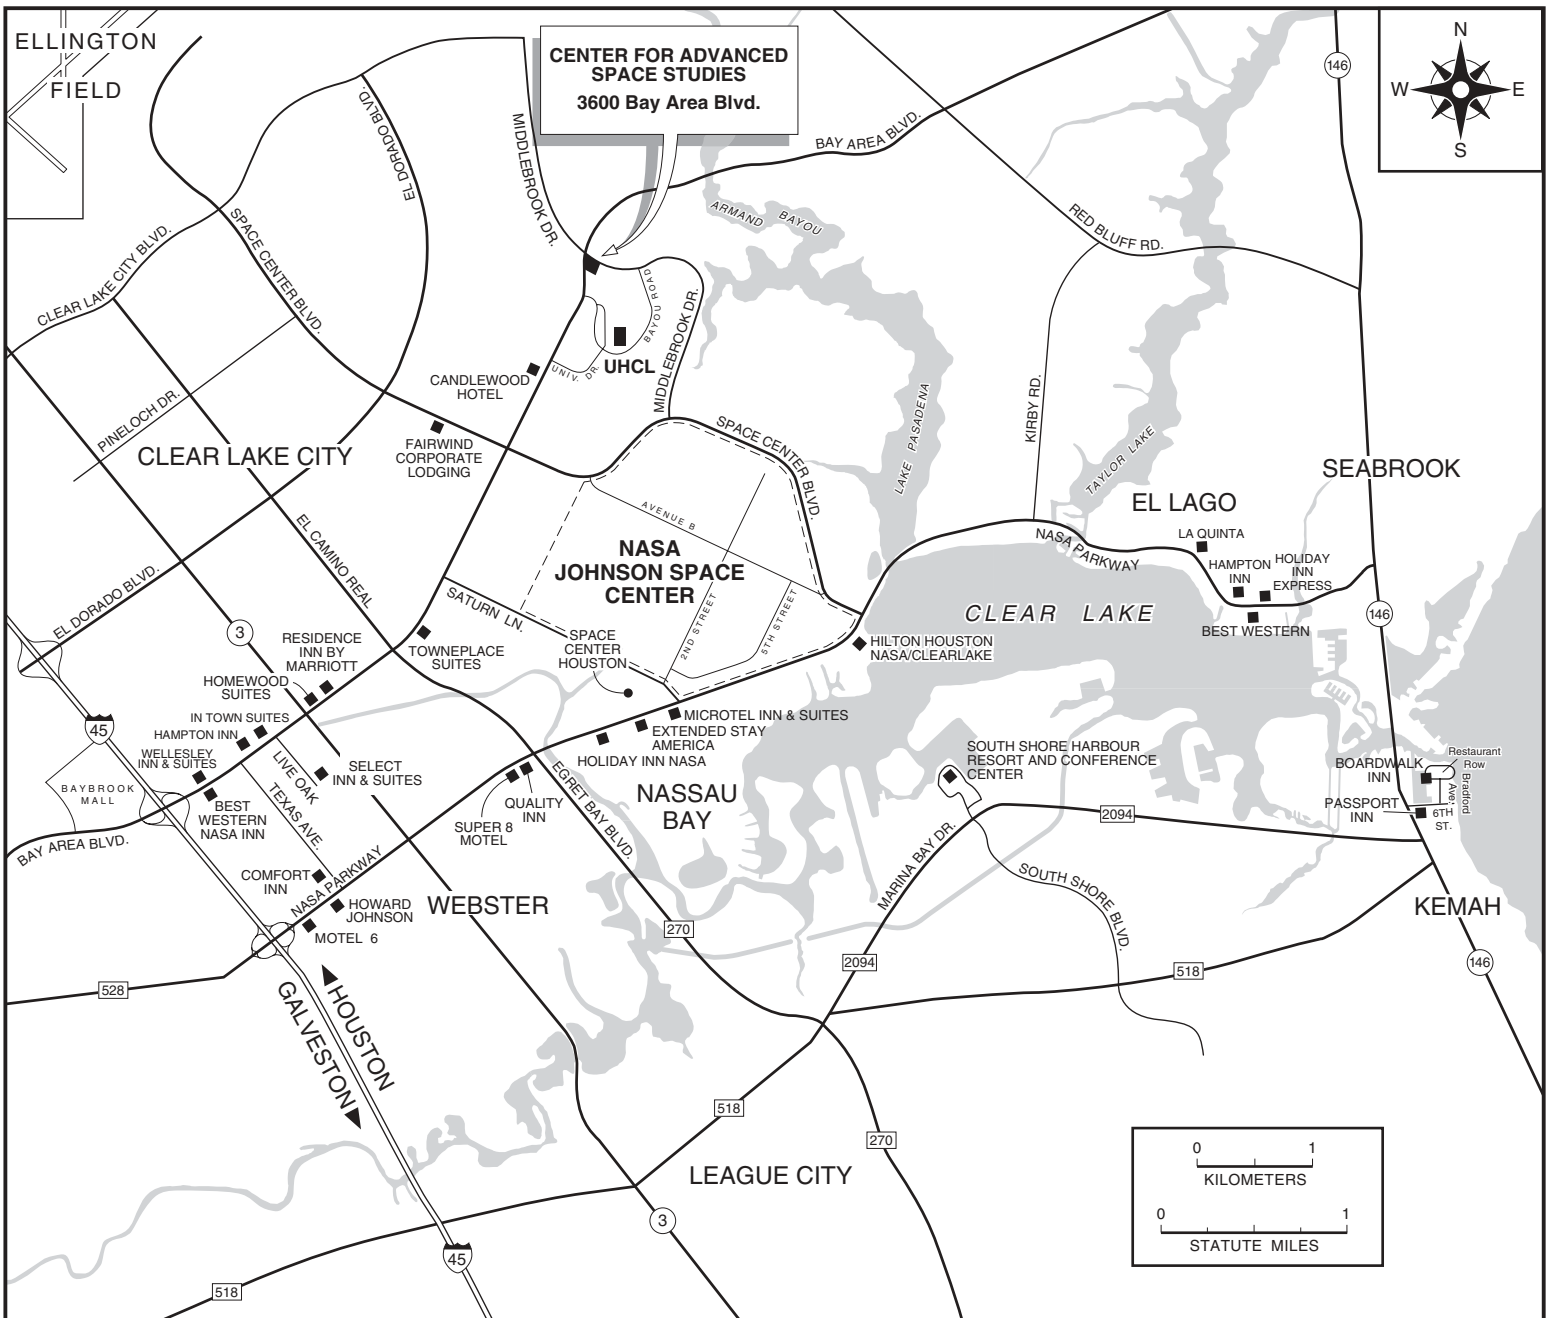 ELLINGTON
FIELD
CENTER FOR ADVANCED
SPACE STUDIES
3600 Bay Area Blvd.
N
W
E
S
146
EL DORADO BLVD.
MIDDLEBROOK DR.
BAY AREA BLVD.
ARMAND BAYOU
RED BLUFF RD.
CLEAR LAKE CITY BLVD.
SPACE CENTER BLVD.
BAYOU ROAD
MIDDLEBROOK DR.
UHCL
UNIV. DR.
CANDLEWOOD
HOTEL
PINELOCH DR.
CLEAR LAKE CITY
FAIRWIND
CORPORATE
LODGING
SPACE CENTER BLVD.
LAKE PASADENA
KIRBY RD.
TAYLOR LAKE
SEABROOK
EL LAGO
AVENUE B
NASA
JOHNSON SPACE
CENTER
EL CAMINO REAL
NASA PARKWAY
LA QUINTA
HAMPTON
INN
HOLIDAY
INN
EXPRESS
BEST WESTERN
146
CLEAR LAKE
EL DORADO BLVD.
3
SATURN LN.
2ND STREET
5TH STREET
RESIDENCE
INN BY
MARRIOTT
TOWNEPLACE
SUITES
SPACE
CENTER
HOUSTON
HILTON HOUSTON
NASA/CLEARLAKE
HOMEWOOD
SUITES
IN TOWN SUITES
HAMPTON INN
WELLESLEY
INN & SUITES
45
MICROTEL INN & SUITES
EXTENDED STAY
AMERICA
HOLIDAY INN NASA
LIVE OAK
SELECT
INN & SUITES
TEXAS AVE.
BAYBROOK
MALL
BEST
WESTERN
NASA INN
BAY AREA BLVD.
QUALITY
INN
SUPER 8
MOTEL
EGRET BAY BLVD.
NASSAU
BAY
SOUTH SHORE HARBOUR
RESORT AND CONFERENCE
CENTER
Restaurant
Row
BOARDWALK
INN
Bradford
Ave.
PASSPORT
INN
6TH
ST.
2094
MARINA BAY DR.
SOUTH SHORE BLVD.
COMFORT
INN
NASA PARKWAY
HOWARD
JOHNSON
MOTEL 6
WEBSTER
KEMAH
270
2094
518
146
528
HOUSTON
GALVESTON
518
270
LEAGUE CITY
3
45
518
0 1
KILOMETERS
0 1
STATUTE MILES